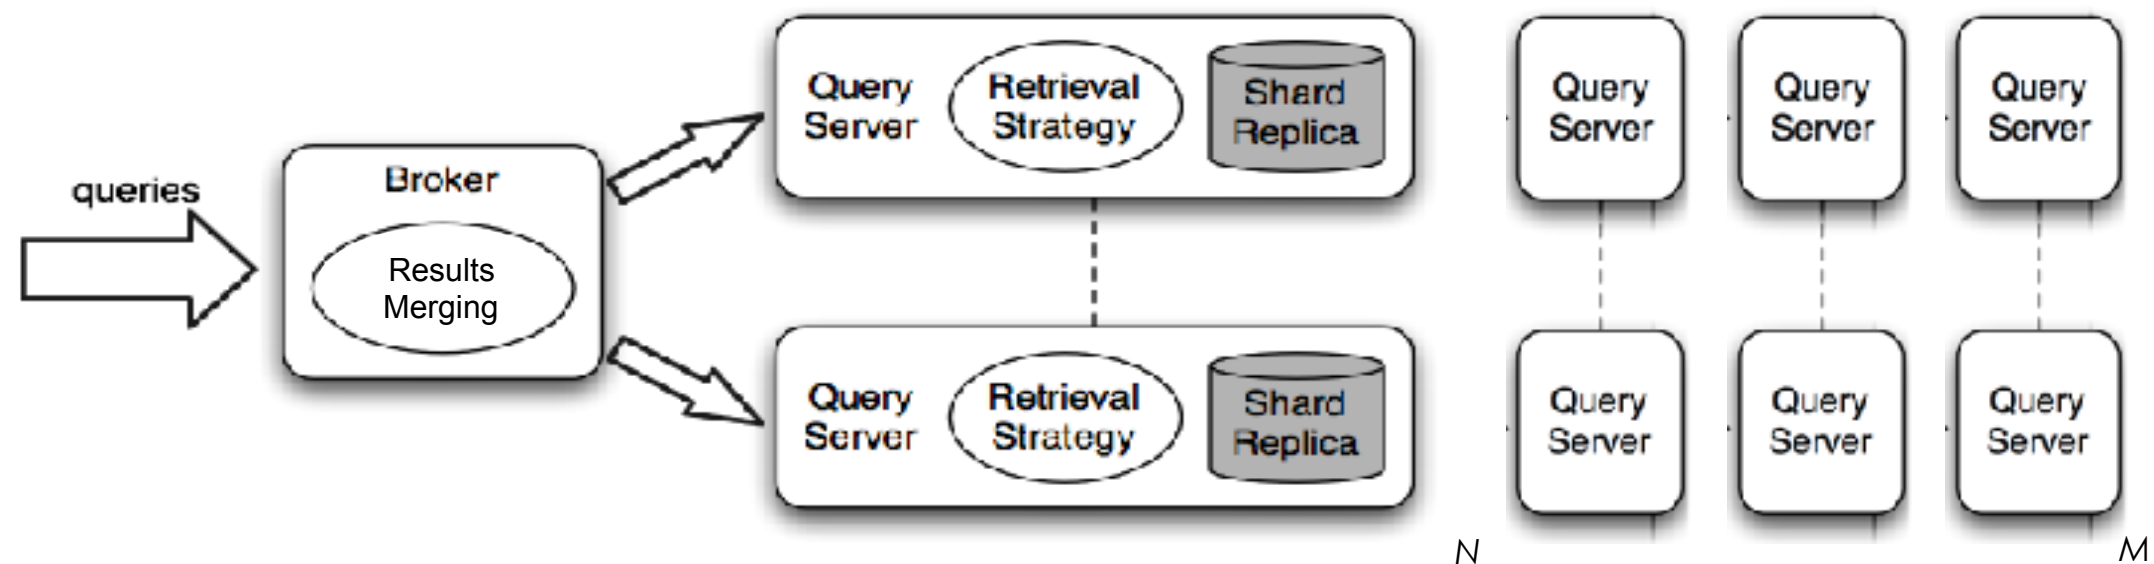 queries
Broker
Results
Merging
Query
Server
Retrieval
Strategy
Shard
Replica
Query
Server
Query
Server
Query
Server
Query
Server
Retrieval
Strategy
Shard
Replica
Query
Server
Query
Server
Query
Server
N
M